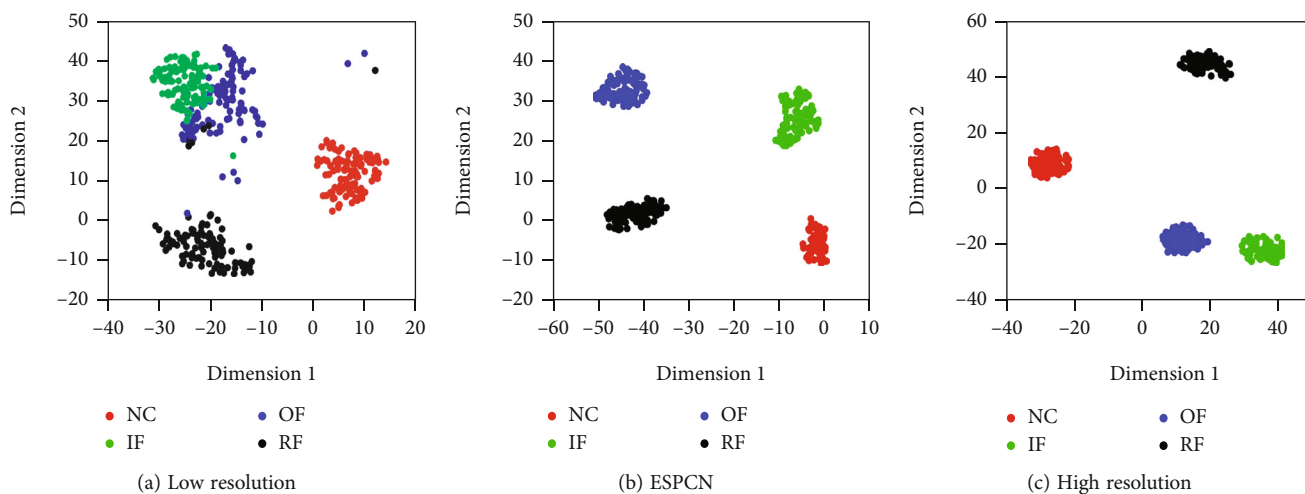 50
40
30
20
10
0
−10
−20
Dimension 2
−40 −30 −20 −10 0 10 20
Dimension 1
NC OF
IF RF
(a) Low resolution
50
40
30
20
10
0
−10
−20
Dimension 2
−60 −50 −40 −30 −20 −10 0 10
Dimension 1
NC OF
IF RF
(b) ESPCN
60
40
20
0
−20
−40
Dimension 2
−40 −20 0 20 40
Dimension 1
NC OF
IF RF
(c) High resolution